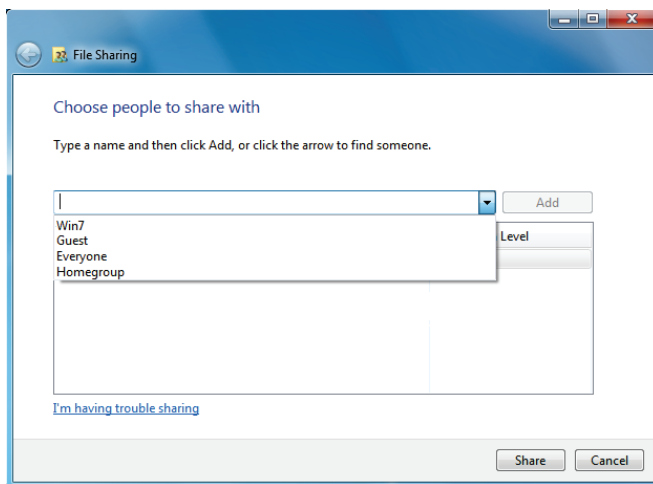 File Sharing
Choose people to share with
Type a name and then click Add, or click the arrow to find someone.
Add
Win7
Guest
Everyone
Homegroup
Level
I'm having trouble sharing
Share
Cancel